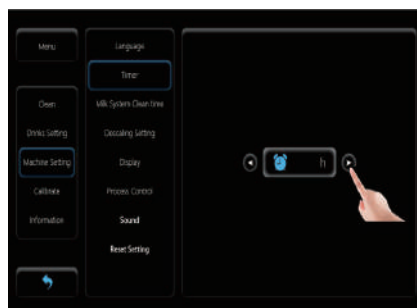 Menu
Clean
Drinks Setting
Machine Setting
Calibrate
Information
Language
Timer
Milk System Clean time
Descaling Setting
Display
Process Control
Sound
Reset Setting
h